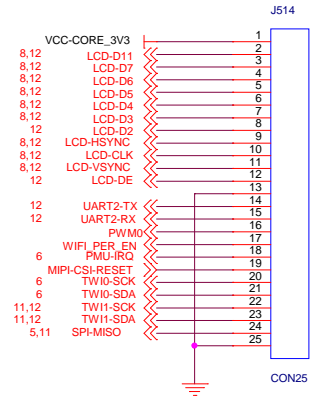 J514
VCC-CORE_3V3 1
8,12 LCD-D11 2
8,12 LCD-D7 3
8,12 LCD-D6 4
8,12 LCD-D5 5
8,12 LCD-D4 6
8,12 LCD-D3 7
12 LCD-D2 8
8,12 LCD-HSYNC 9
8,12 LCD-CLK 10
8,12 LCD-VSYNC 11
12 LCD-DE 12
13
12 UART2-TX 14
12 UART2-RX 15
PWM0 16
WIFI_PER_EN 17
6 PMU-IRQ 18
MIPI-CSI-RESET 19
6 TWI0-SCK 20
6 TWI0-SDA 21
11,12 TWI1-SCK 22
11,12 TWI1-SDA 23
5,11 SPI-MISO 24
25
CON25